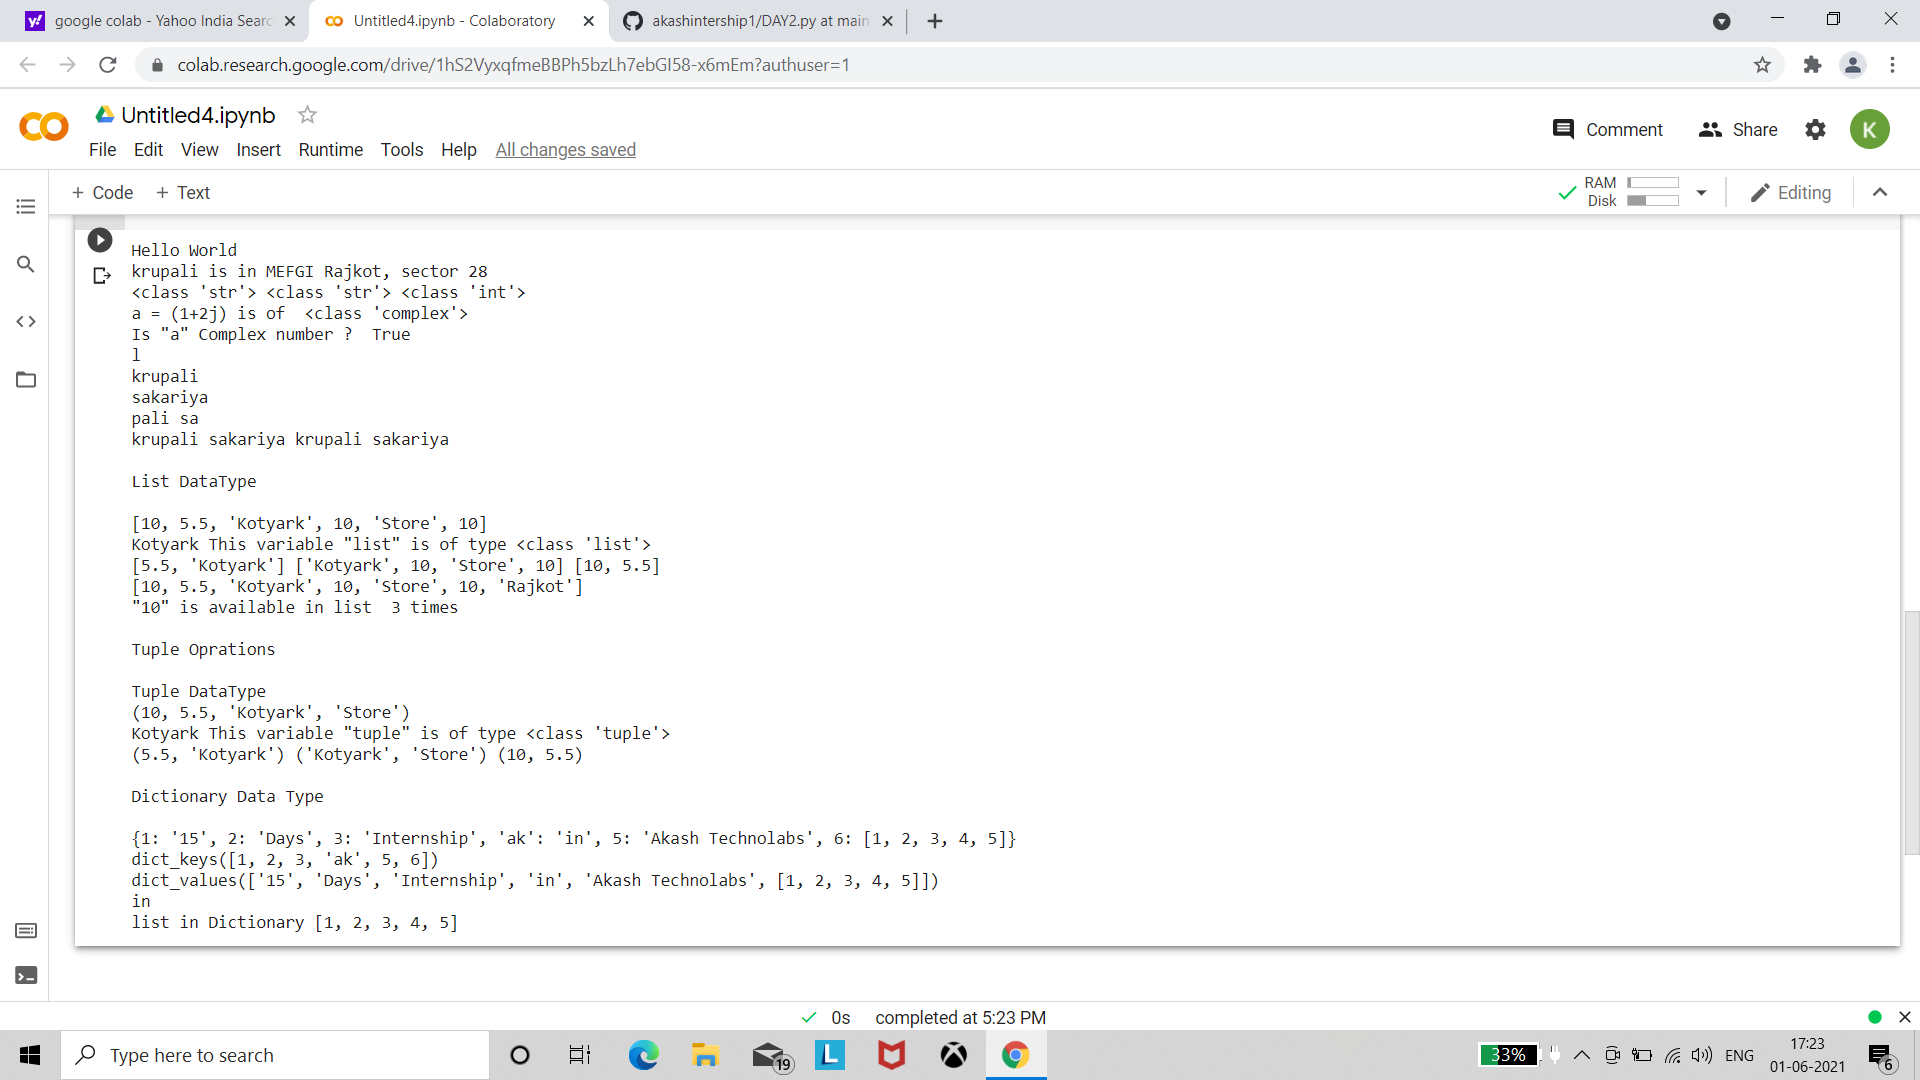 google colab - Yahoo India Searc
Untitled4.ipynb - Colaboratory
akashintership1/DAY2.py at main
colab.research.google.com/drive/1hS2VyxqfmeBBPh5bzLh7ebGI58-x6mEm?authuser=1
Untitled4.ipynb
Comment Share K
File Edit View Insert Runtime Tools Help All changes saved
+ Code + Text
RAM
Disk
Editing
Hello World
krupali is in MEFGI Rajkot, sector 28
<class 'str'> <class 'str'> <class 'int'>
a = (1+2j) is of  <class 'complex'>
Is "a" Complex number ?  True
l
krupali
sakariya
pali sa
krupali sakariya krupali sakariya
List DataType
[10, 5.5, 'Kotyark', 10, 'Store', 10]
Kotyark This variable "list" is of type <class 'list'>
[5.5, 'Kotyark'] ['Kotyark', 10, 'Store', 10] [10, 5.5]
[10, 5.5, 'Kotyark', 10, 'Store', 10, 'Rajkot']
"10" is available in list  3 times
Tuple Oprations
Tuple DataType
(10, 5.5, 'Kotyark', 'Store')
Kotyark This variable "tuple" is of type <class 'tuple'>
(5.5, 'Kotyark') ('Kotyark', 'Store') (10, 5.5)
Dictionary Data Type
{1: '15', 2: 'Days', 3: 'Internship', 'ak': 'in', 5: 'Akash Technolabs', 6: [1, 2, 3, 4, 5]}
dict_keys([1, 2, 3, 'ak', 5, 6])
dict_values(['15', 'Days', 'Internship', 'in', 'Akash Technolabs', [1, 2, 3, 4, 5]])
in
list in Dictionary [1, 2, 3, 4, 5]
0s completed at 5:23 PM
Type here to search
19
L
33%
ENG
17:23
01-06-2021
6